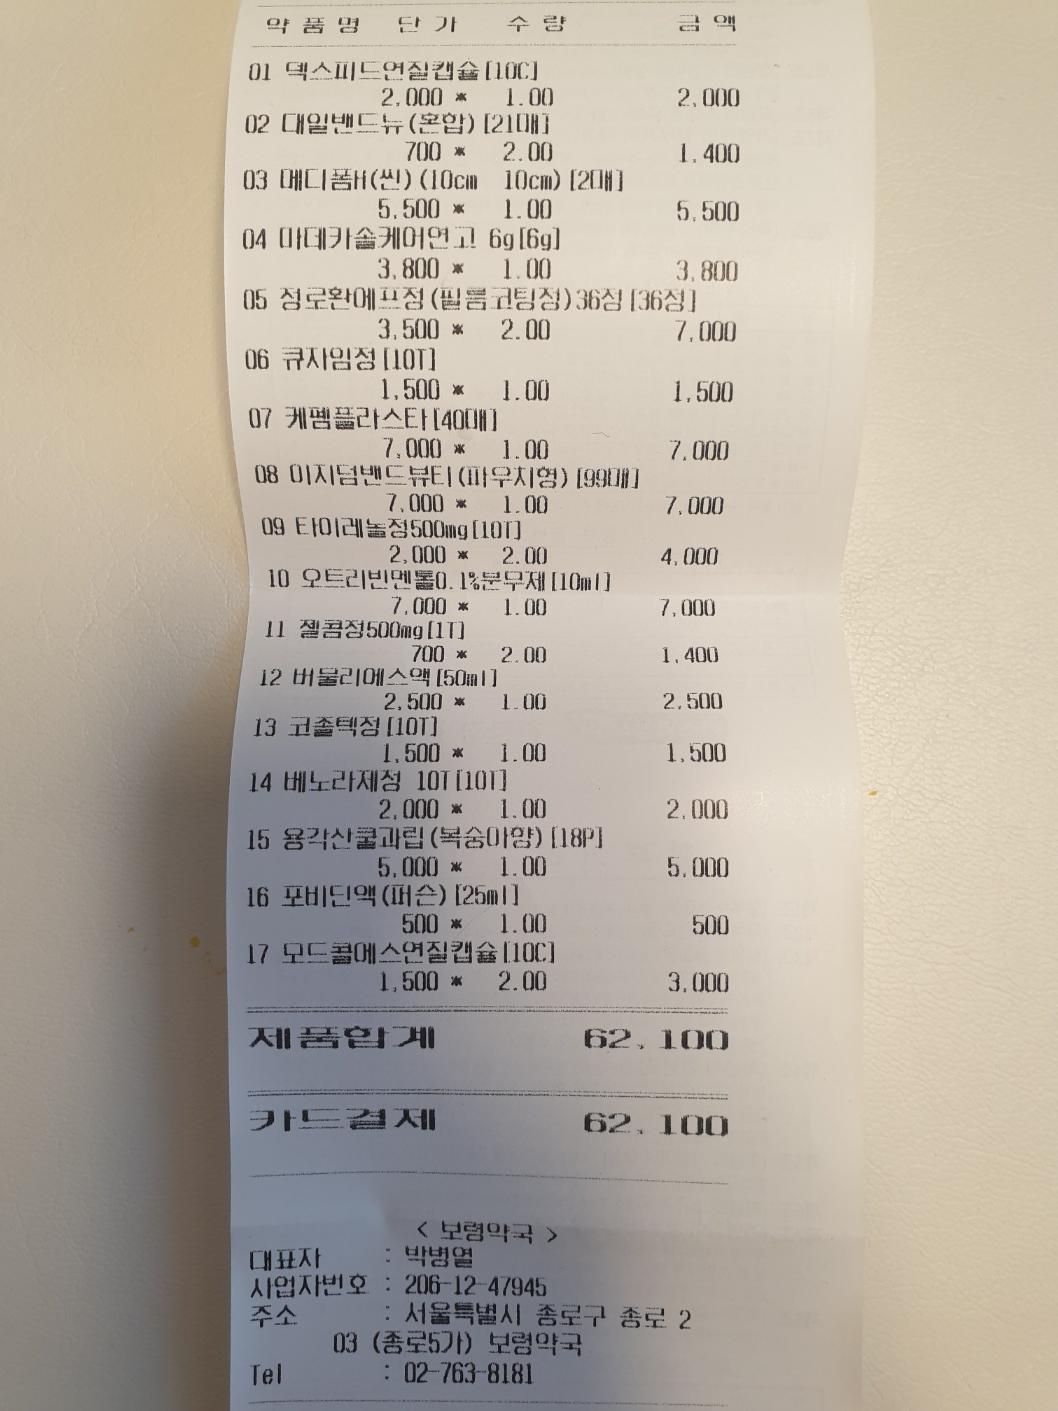 약 품 명 단 가 수 량 금 액
01 덱스피드연질캡슐[10C]
2,000 * 1.00 2,000
02 대일밴드뉴(혼합)[21매]
700 * 2.00 1,400
03 메디폼H(씬)(10cm 10cm)[2매]
5,500 * 1.00 5,500
04 마데카솔케어연고 6g[6g]
3,800 * 1.00 3,800
05 정로환에프정(필름코팅정)36정[36정]
3,500 * 2.00 7,000
06 큐자임정[10T]
1,500 * 1.00 1,500
07 케펨플라스타[40매]
7,000 * 1.00 7,000
08 이지덤밴드뷰티(파우치형)[99매]
7,000 * 1.00 7,000
09 타이레놀정500mg[10T]
2,000 * 2.00 4,000
10 오트리빈멘톨0.1%분무제[10ml]
7,000 * 1.00 7,000
11 젤콤정500mg[1T]
700 * 2.00 1,400
12 버물리에스액[50ml]
2,500 * 1.00 2,500
13 코졸텍정[10T]
1,500 * 1.00 1,500
14 베노라제정 10T[10T]
2,000 * 1.00 2,000
15 용각산쿨과립(복숭아향)[18P]
5,000 * 1.00 5,000
16 포비딘액(퍼슨)[25ml]
500 * 1.00 500
17 모드콜에스연질캡슐[10C]
1,500 * 2.00 3,000
제품합계 62,100
카드결제 62,100
< 보령약국 >
대표자 : 박병열
사업자번호 : 206-12-47945
주소 : 서울특별시 종로구 종로 2
03 (종로5가) 보령약국
Tel : 02-763-8181